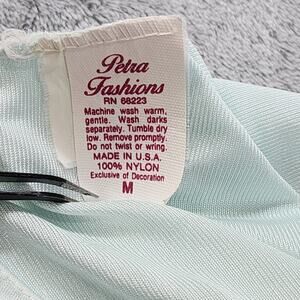 Petra
Fashions
RN 68223
Machine wash warm,
gentle. Wash darks
separately. Tumble dry
low. Remove promptly.
Do not twist or wring.
MADE IN U.S.A.
100% NYLON
Exclusive of Decoration
M